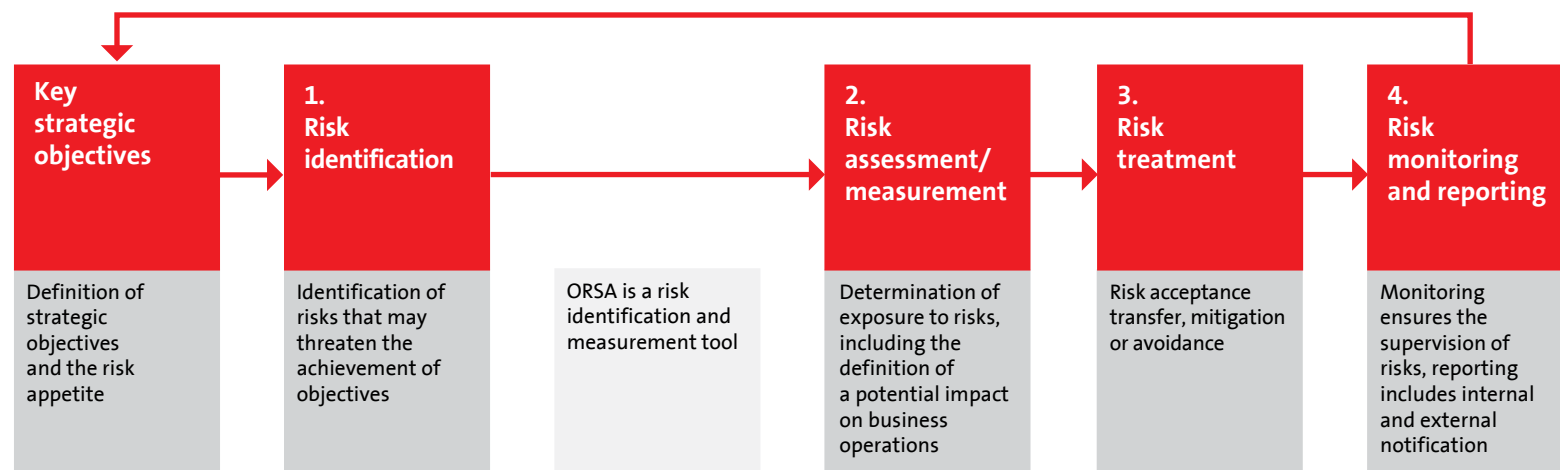 Key
strategic
objectives
Definition of
strategic
objectives
and the risk
appetite
1.
Risk
identification
Identification of
risks that may
threaten the
achievement of
objectives
ORSA is a risk
identification and
measurement tool
2.
Risk
assessment/
measurement
Determination of
exposure to risks,
including the
definition of
a potential impact
on business
operations
3.
Risk
treatment
Risk acceptance
transfer, mitigation
or avoidance
4.
Risk
monitoring
and reporting
Monitoring
ensures the
supervision of
risks, reporting
includes internal
and external
notification